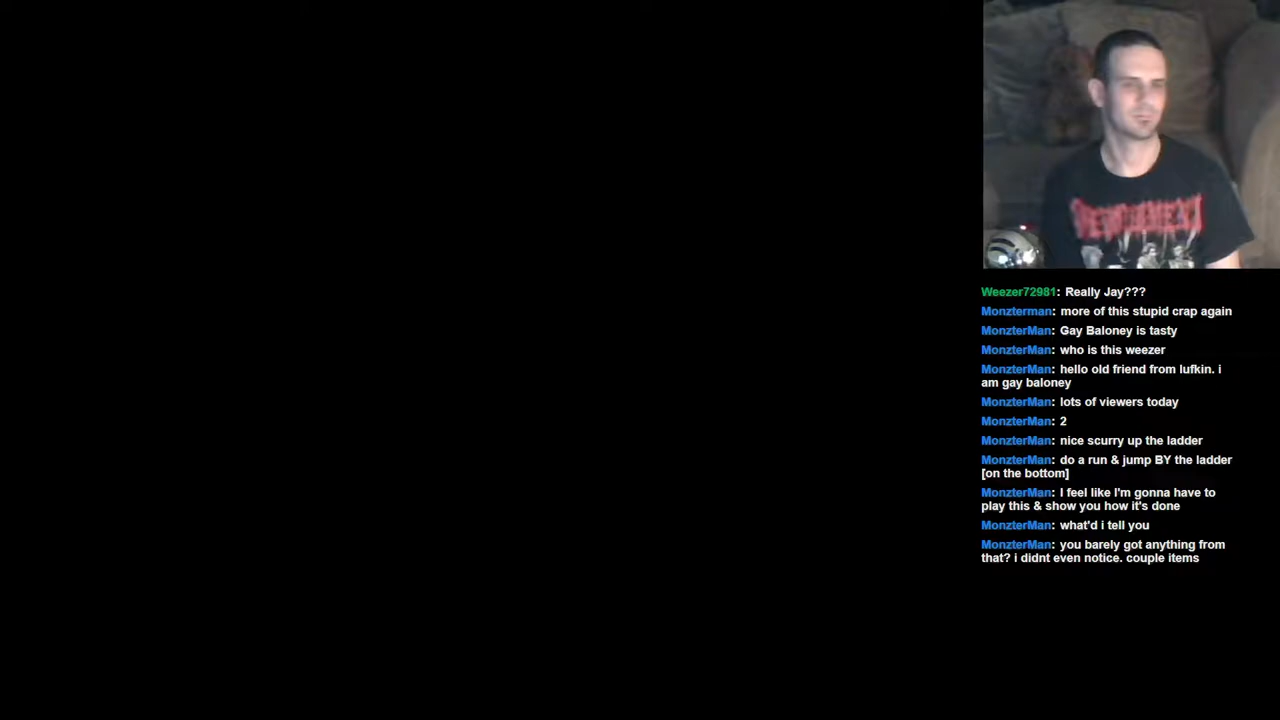 Weezer72981: Really Jay???
Monzterman: more of this stupid crap again
MonzterMan: Gay Baloney is tasty
MonzterMan: who is this weezer
MonzterMan: hello old friend from lufkin. i
am gay baloney
MonzterMan: lots of viewers today
MonzterMan: 2
MonzterMan: nice scurry up the ladder
MonzterMan: do a run & jump BY the ladder
[on the bottom]
MonzterMan: I feel like I'm gonna have to
play this & show you how it's done
MonzterMan: what'd i tell you
MonzterMan: you barely got anything from
that? i didnt even notice. couple items